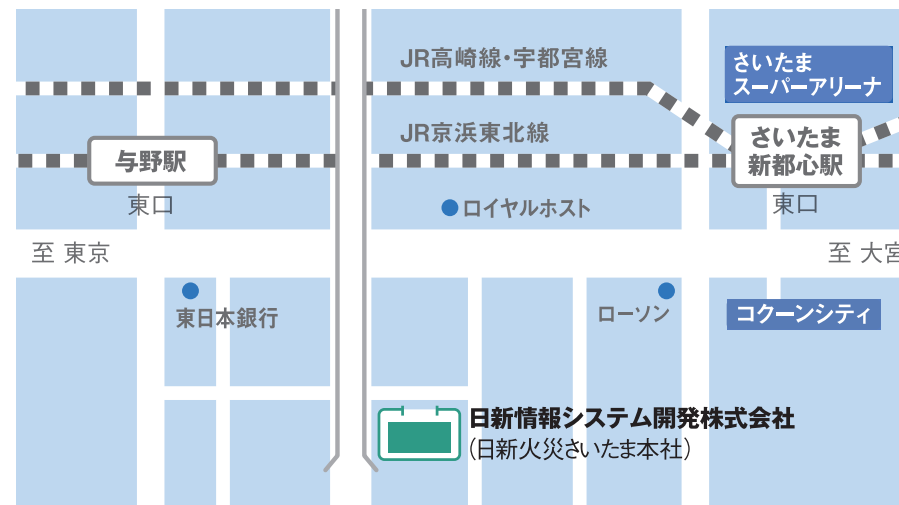 JR高崎線・宇都宮線
さいたま
スーパーアリーナ
JR京浜東北線
さいたま
新都心駅
与野駅
東口
ロイヤルホスト
東口
至 東京
至 大宮
東日本銀行
ローソン
コクーンシティ
日新情報システム開発株式会社
（日新火災さいたま本社）